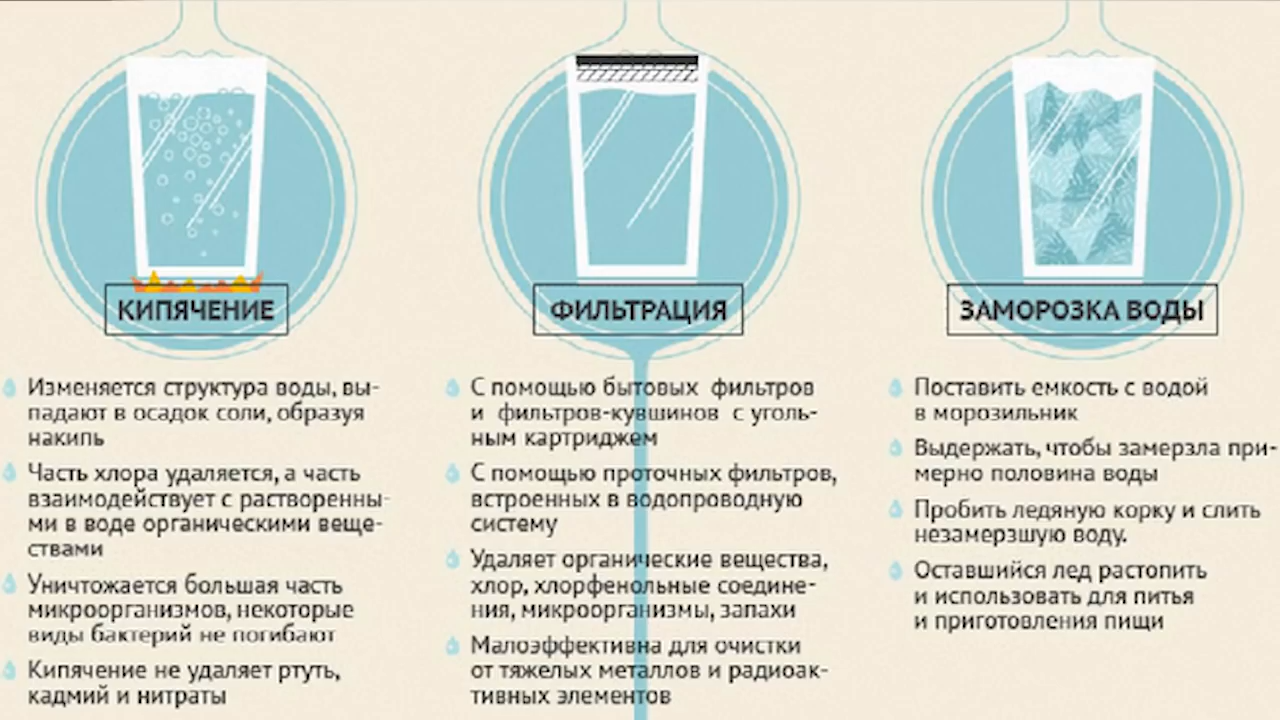 КИПЯЧЕНИЕ
Изменяется структура воды, вы-
падают в осадок соли, образуя
накипь
Часть хлора удаляется, а часть
взаимодействует с растворенны-
ми в воде органическими веще-
ствами
Уничтожается большая часть
микроорганизмов, некоторые
виды бактерий не погибают
Кипячение не удаляет ртуть,
кадмий и нитраты
ФИЛЬТРАЦИЯ
С помощью бытовых фильтров
и фильтров-кувшинов с уголь-
ным картриджем
С помощью проточных фильтров,
встроенных в водопроводную
систему
Удаляет органические вещества,
хлор, хлорфенольные соедине-
ния, микроорганизмы, запахи
Малоэффективна для очистки
от тяжелых металлов и радиоак-
тивных элементов
ЗАМОРОЗКА ВОДЫ
Поставить емкость с водой
в морозильник
Выдержать, чтобы замерзла при-
мерно половина воды
Пробить ледяную корку и слить
незамерзшую воду.
Оставшийся лед растопить
и использовать для питья
и приготовления пищи